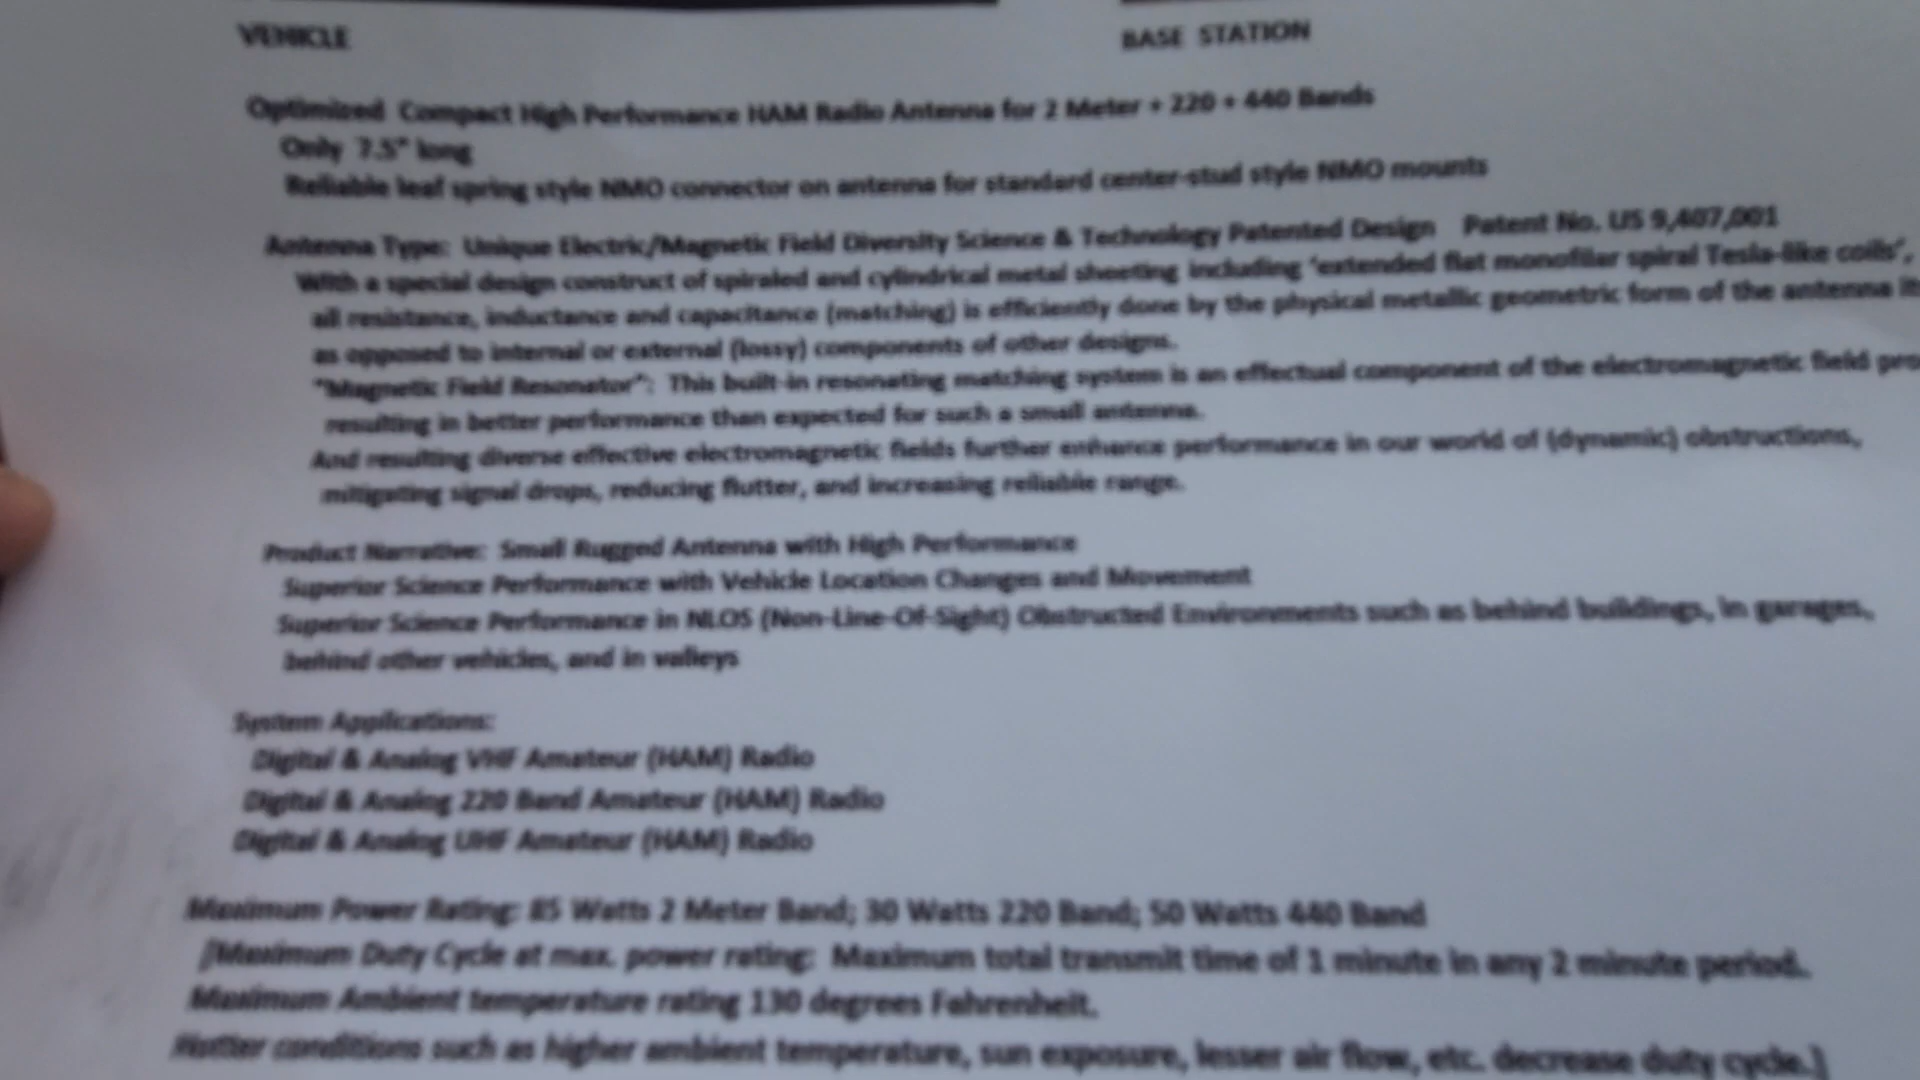 VEHICLE
BASE STATION
Optimized Compact High Performance HAM Radio Antenna for 2 Meter + 220 + 440 Bands
Only 7.5" long
Reliable leaf spring style NMO connector on antenna for standard center-stud style NMO mounts
Antenna Type: Unique Electric/Magnetic Field Diversity Science & Technology Patented Design Patent No. US 9,407,001
With a special design construct of spiraled and cylindrical metal sheeting including 'extended flat monofilar spiral Tesla-like coils',
all resistance, inductance and capacitance (matching) is efficiently done by the physical metallic geometric form of the antenna its
as opposed to internal or external (lossy) components of other designs.
"Magnetic Field Resonator": This built-in resonating matching system is an effectual component of the electromagnetic field pro
resulting in better performance than expected for such a small antenna.
And resulting diverse effective electromagnetic fields further enhance performance in our world of (dynamic) obstructions,
mitigating signal drops, reducing flutter, and increasing reliable range.
Product Narrative: Small Rugged Antenna with High Performance
Superior Science Performance with Vehicle Location Changes and Movement
Superior Science Performance in NLOS (Non-Line-Of-Sight) Obstructed Environments such as behind buildings, in garages,
behind other vehicles, and in valleys
System Applications:
Digital & Analog VHF Amateur (HAM) Radio
Digital & Analog 220 Band Amateur (HAM) Radio
Digital & Analog UHF Amateur (HAM) Radio
Maximum Power Rating: 85 Watts 2 Meter Band; 30 Watts 220 Band; 50 Watts 440 Band
[Maximum Duty Cycle at max. power rating: Maximum total transmit time of 1 minute in any 2 minute period.
Maximum Ambient temperature rating 130 degrees Fahrenheit.
Hotter conditions such as higher ambient temperature, sun exposure, lesser air flow, etc. decrease duty cycle.]